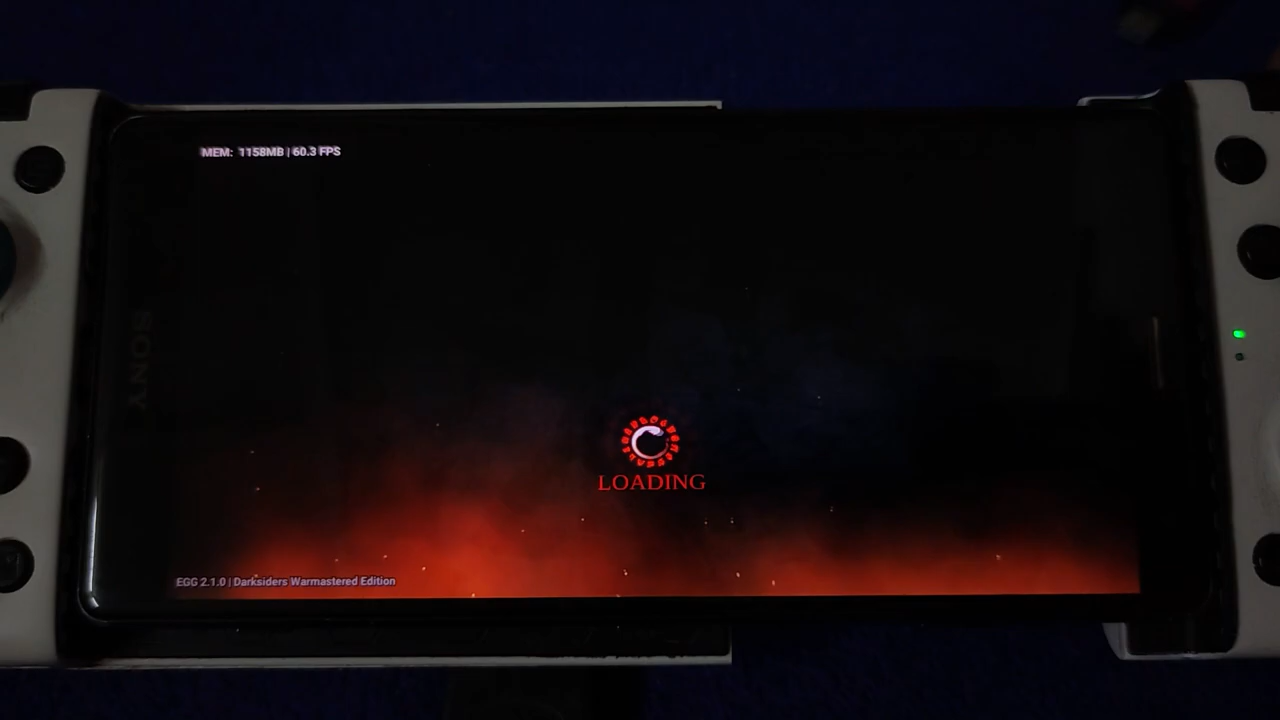 MEM: 1158MB | 60.3 FPS
SONY
LOADING
EGG 2.1.0 | Darksiders Warmastered Edition